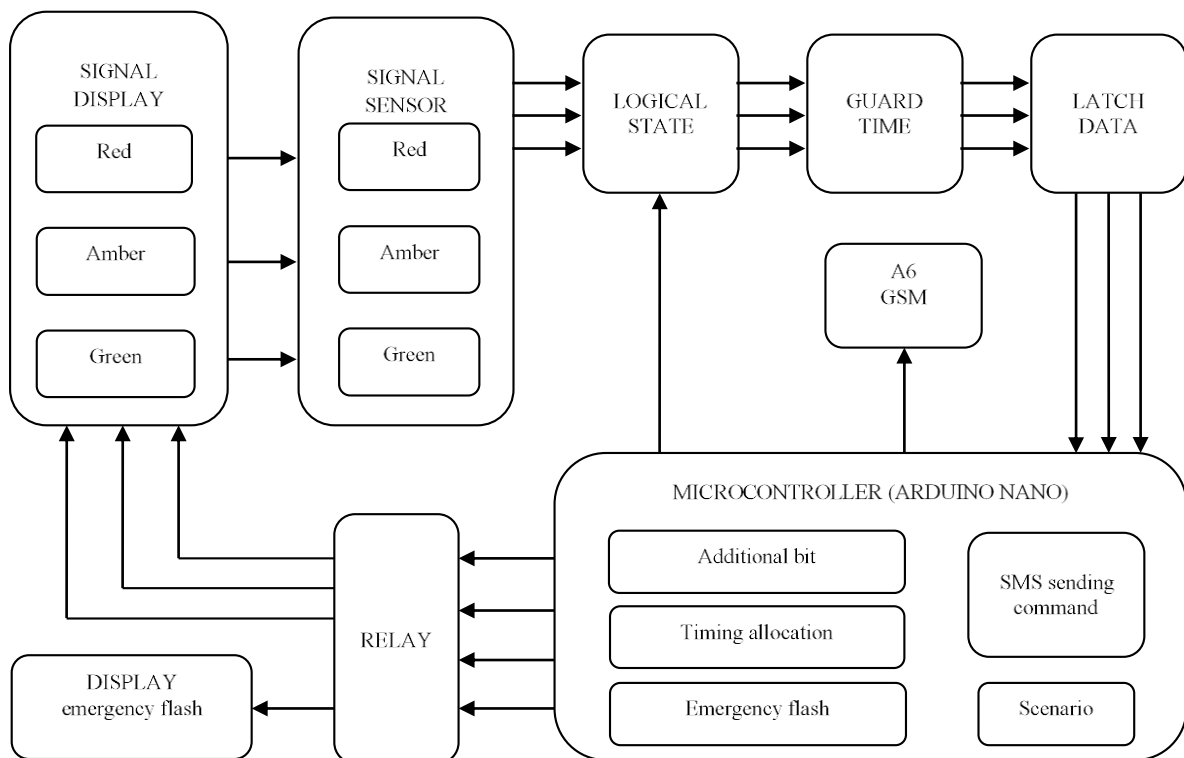 SIGNAL
DISPLAY
Red
Amber
Green
SIGNAL
SENSOR
Red
Amber
Green
LOGICAL
STATE
GUARD
TIME
LATCH
DATA
A6
GSM
MICROCONTROLLER (ARDUINO NANO)
Additional bit
Timing allocation
Emergency flash
SMS sending
command
Scenario
RELAY
DISPLAY
emergency flash